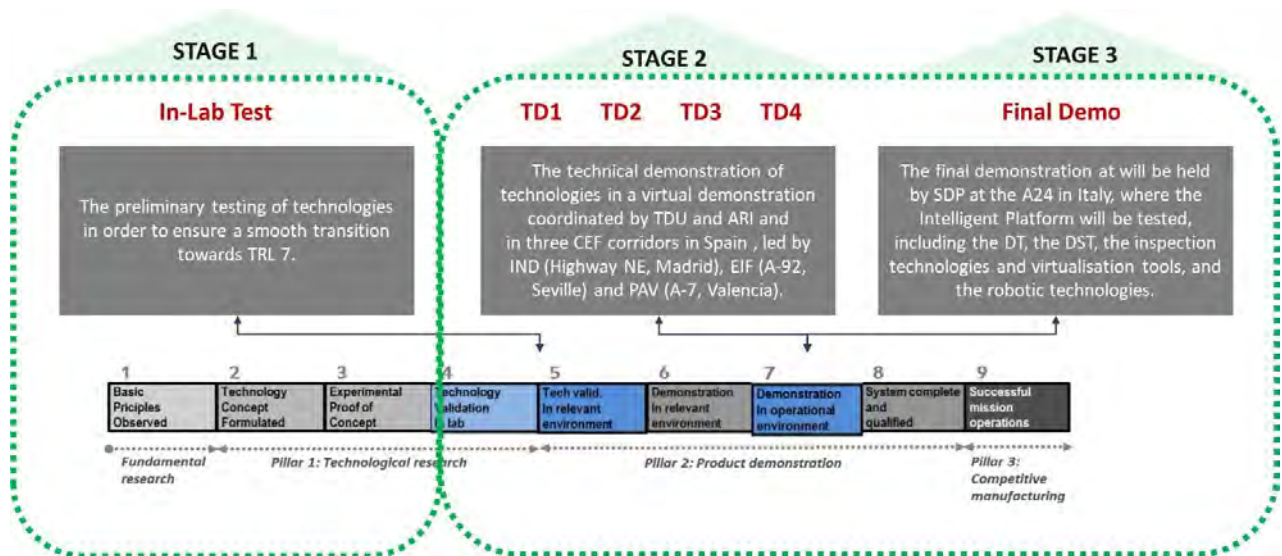 STAGE 1
STAGE 2
STAGE 3
In-Lab Test
TD1 TD2 TD3 TD4
Final Demo
The preliminary testing of technologies
in order to ensure a smooth transition
towards TRL 7.
The technical demonstration of
technologies in a virtual demonstration
coordinated by TDU and ARI and
in three CEF corridors in Spain , led by
IND (Highway NE, Madrid), EIF (A-92,
Seville) and PAV (A-7, Valencia).
The final demonstration at will be held
by SDP at the A24 in Italy, where the
Intelligent Platform will be tested,
including the DT, the DST, the inspection
technologies and virtualisation tools, and
the robotic technologies.
1
Basic
Priciples
Observed
2
Technology
Concept
Formulated
3
Experimental
Proof of
Concept
4
Technology
Validation
lab
5
Tech valid.
In relevant
environment
6
Demonstration
In relevant
environment
7
Demonstration
In operational
environment
8
System complete
and
qualified
9
Successful
mission
operations
Fundamental
research
Pillar 1: Technological research
Pillar 2: Product demonstration
Pillar 3:
Competitive
manufacturing